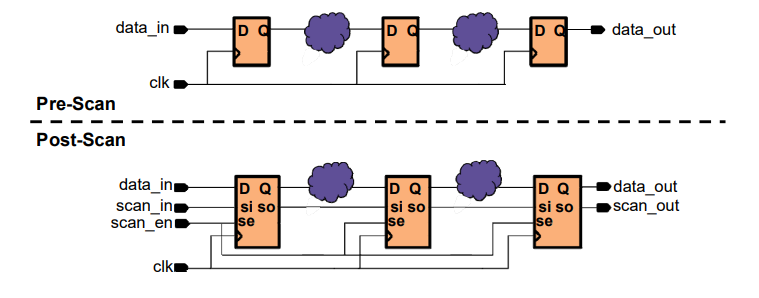 data_in D Q D Q D Q data_out
clk
Pre-Scan
Post-Scan
data_in D Q D Q D Q data_out
scan_in si so si so si so scan_out
scan_en se se se
clk